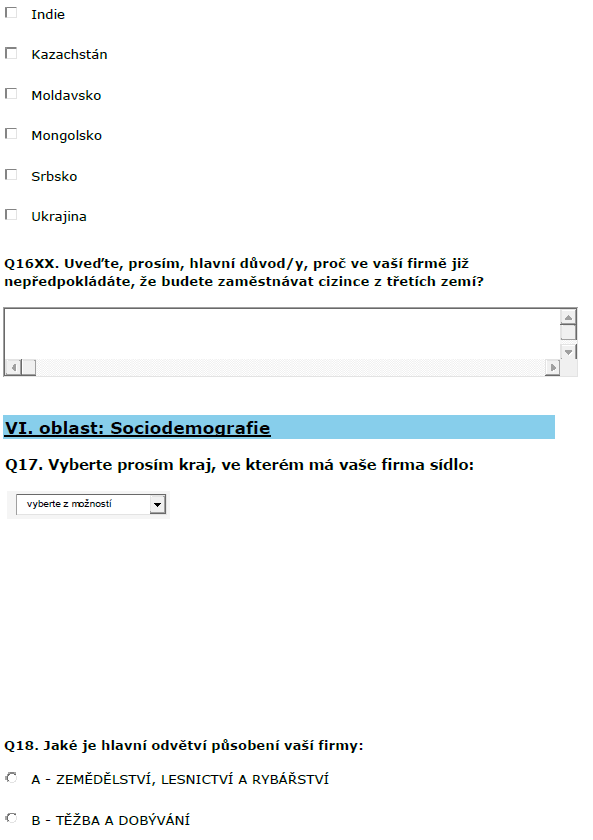 Indie
Kazachstán
Moldavsko
Mongolsko
Srbsko
Ukrajina
Q16XX. Uveďte, prosím, hlavní důvod/y, proč ve vaší firmě již
nepředpokládáte, že budete zaměstnávat cizince z třetích zemí?
VI. oblast: Sociodemografie
Q17. Vyberte prosím kraj, ve kterém má vaše firma sídlo:
vyberte z možností
Q18. Jaké je hlavní odvětví působení vaší firmy:
A - ZEMĚDĚLSTVÍ, LESNICTVÍ A RYBÁŘSTVÍ
B - TĚŽBA A DOBÝVÁNÍ